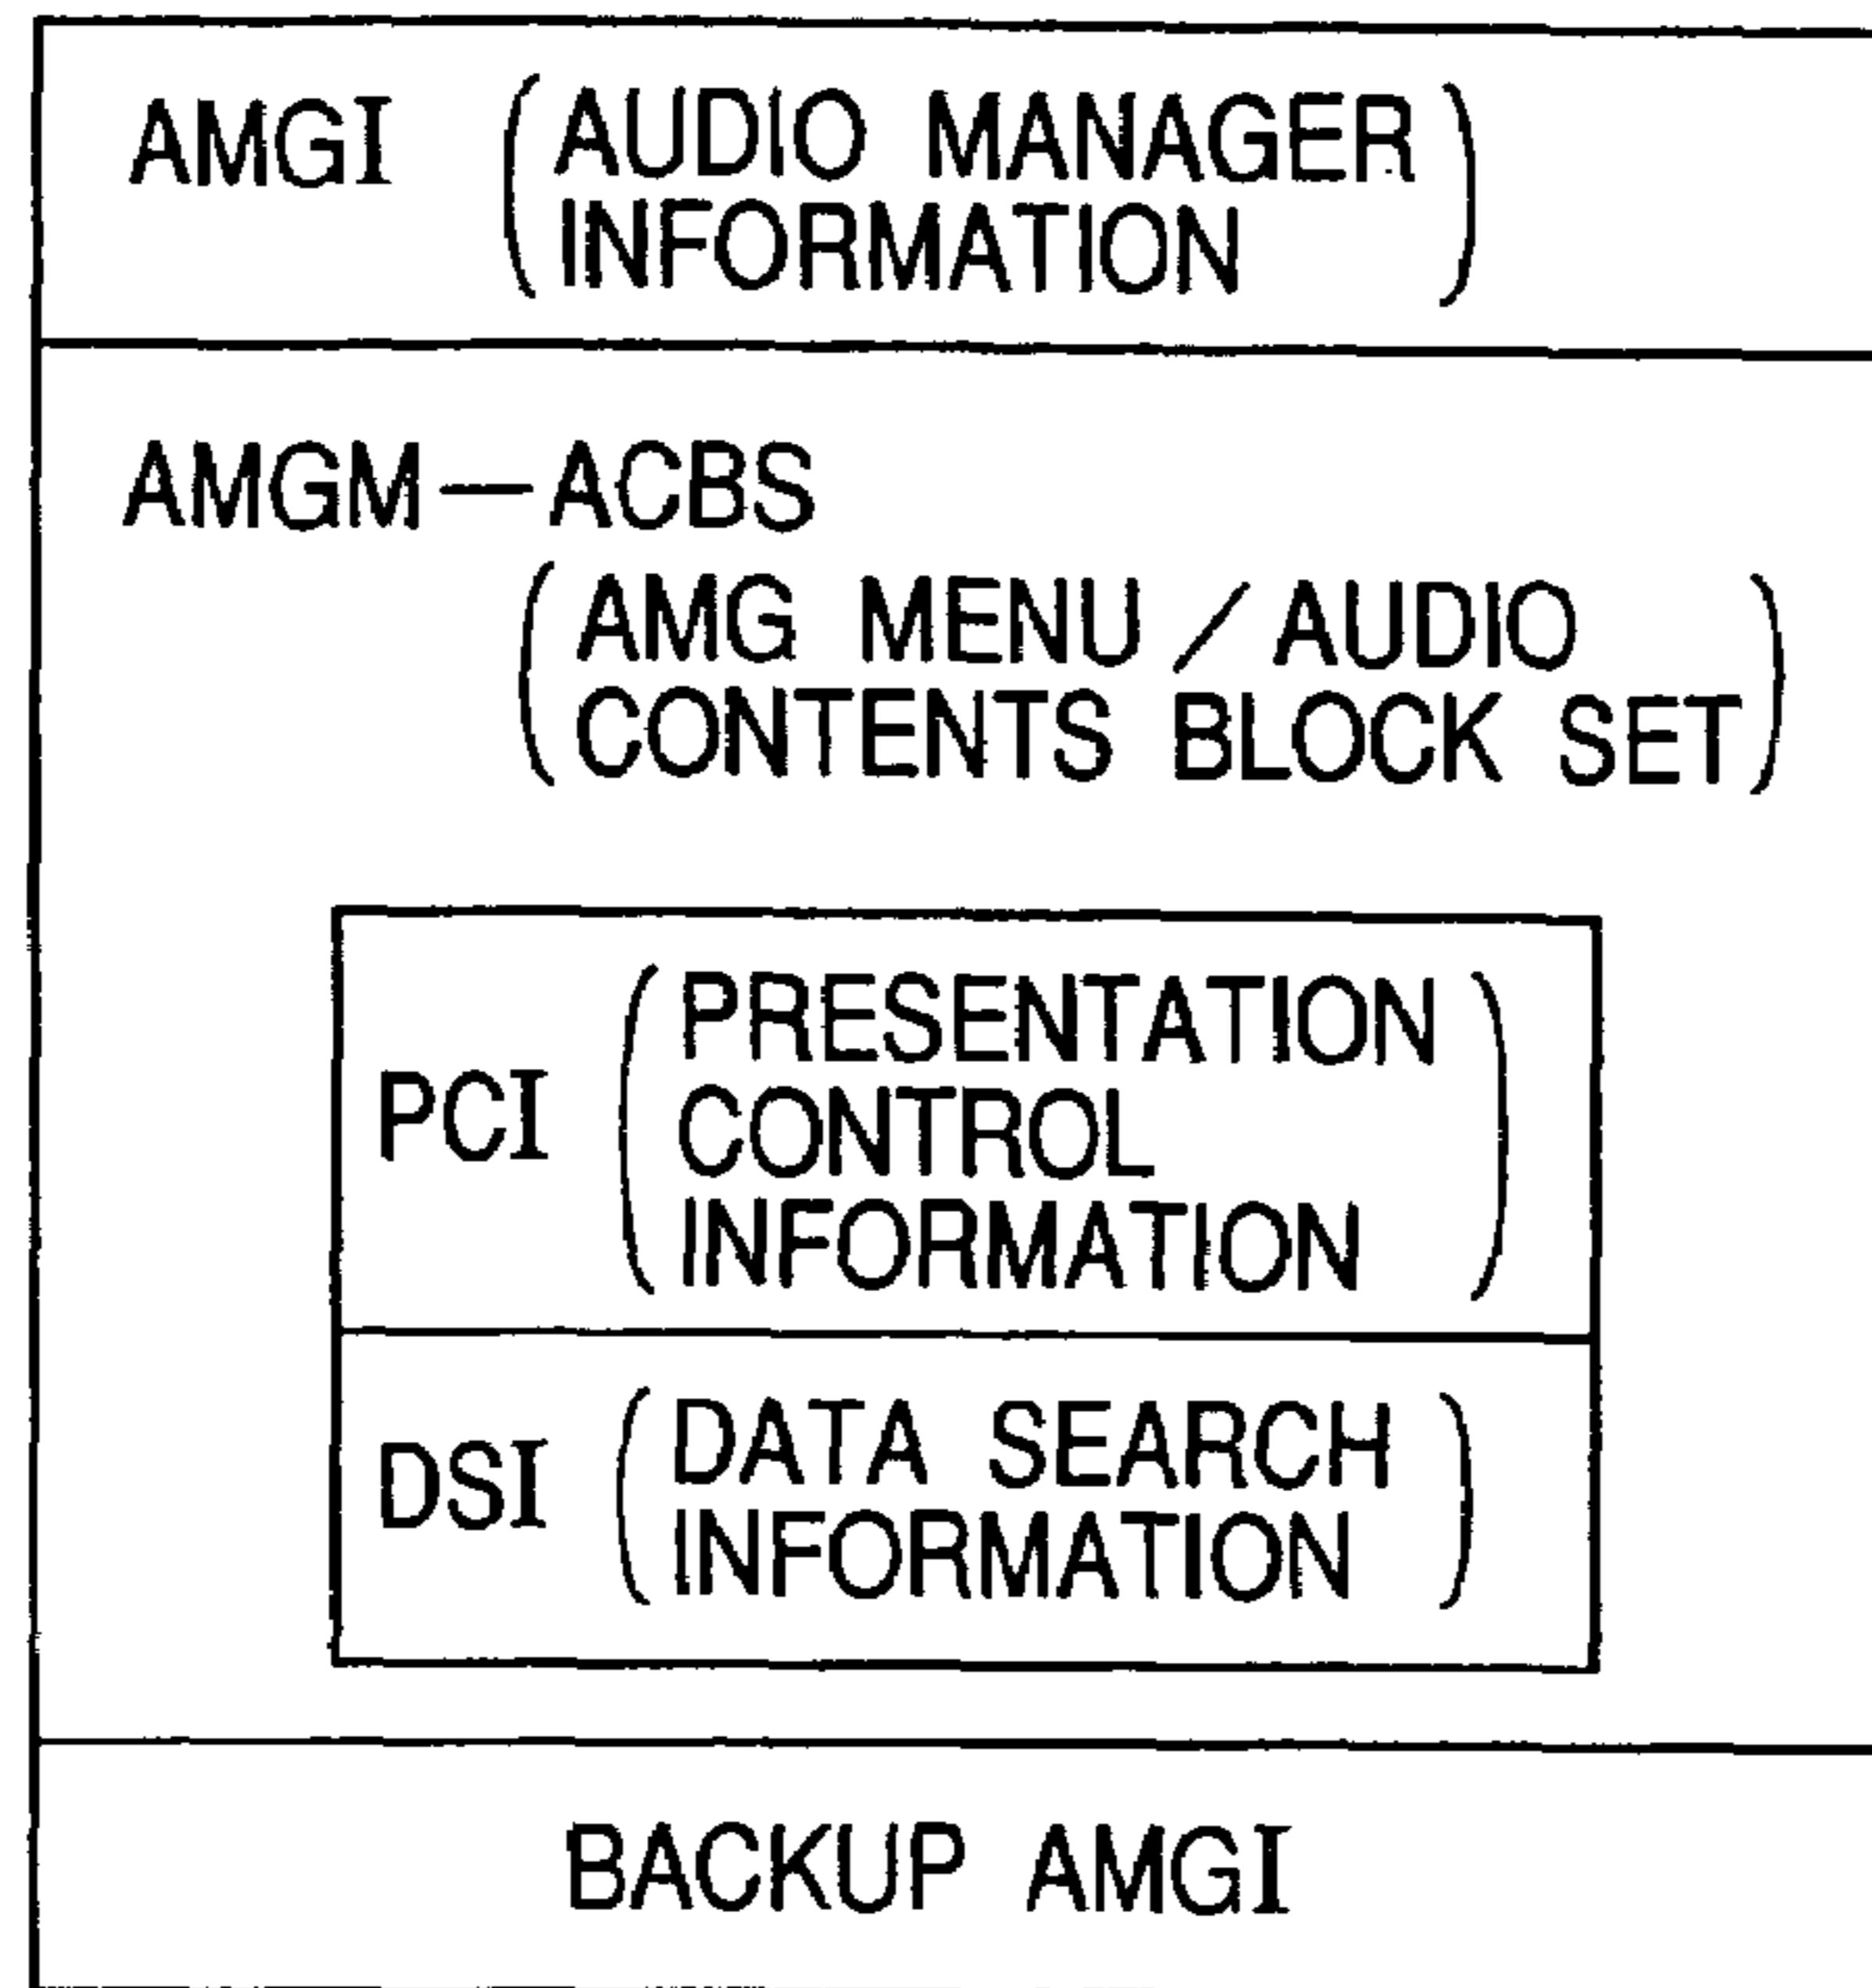 AMGI (AUDIO MANAGER
INFORMATION)
AMGM—ACBS
(AMG MENU/AUDIO
CONTENTS BLOCK SET)
PCI (PRESENTATION
CONTROL
INFORMATION)
DSI (DATA SEARCH
INFORMATION)
BACKUP AMGI